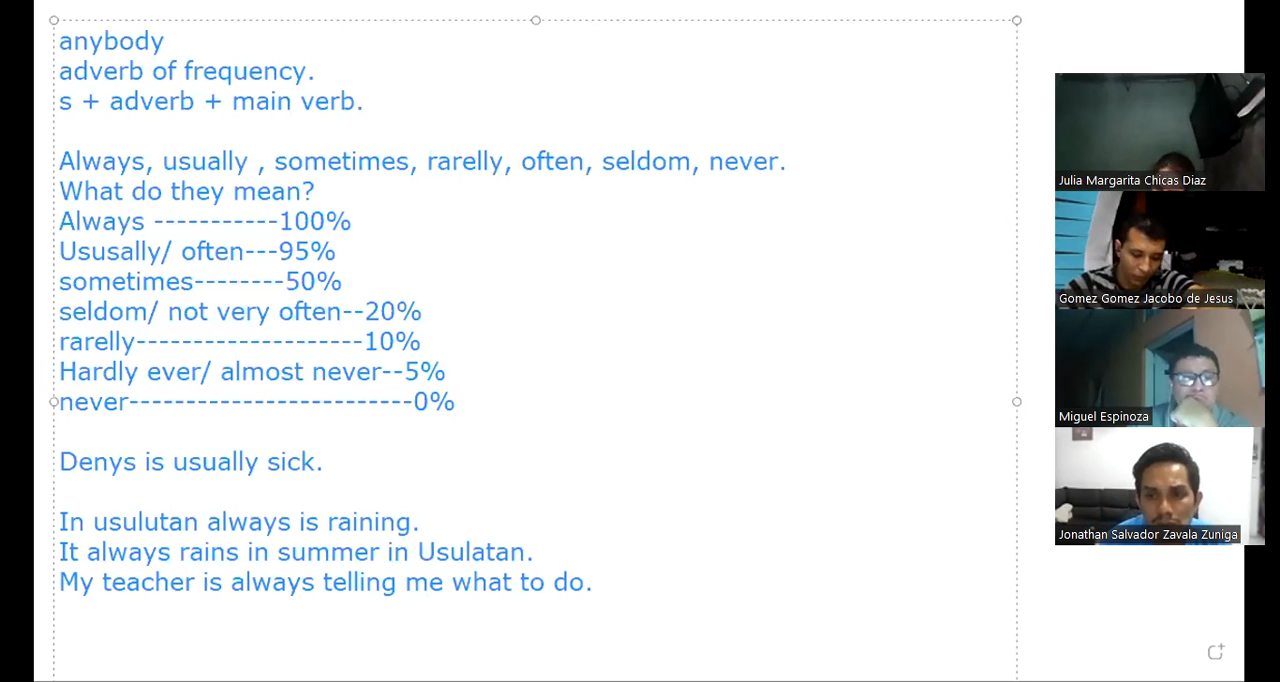 anybody
adverb of frequency.
s + adverb + main verb.
Always, usually , sometimes, rarelly, often, seldom, never.
What do they mean?
Always -----------100%
Ususally/ often---95%
sometimes--------50%
seldom/ not very often--20%
rarelly--------------------10%
Hardly ever/ almost never--5%
never-------------------------0%
Denys is usually sick.
In usulutan always is raining.
It always rains in summer in Usulatan.
My teacher is always telling me what to do.
Julia Margarita Chicas Diaz
Gomez Gomez Jacobo de Jesus
Miguel Espinoza
Jonathan Salvador Zavala Zuniga